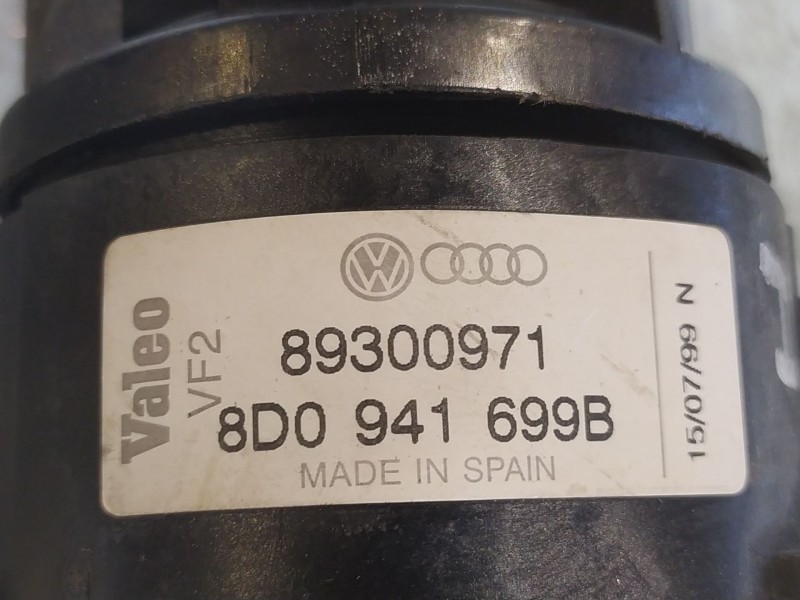 Valeo
VF2
89300971
8D0 941 699B
MADE IN SPAIN
15/07/99 N